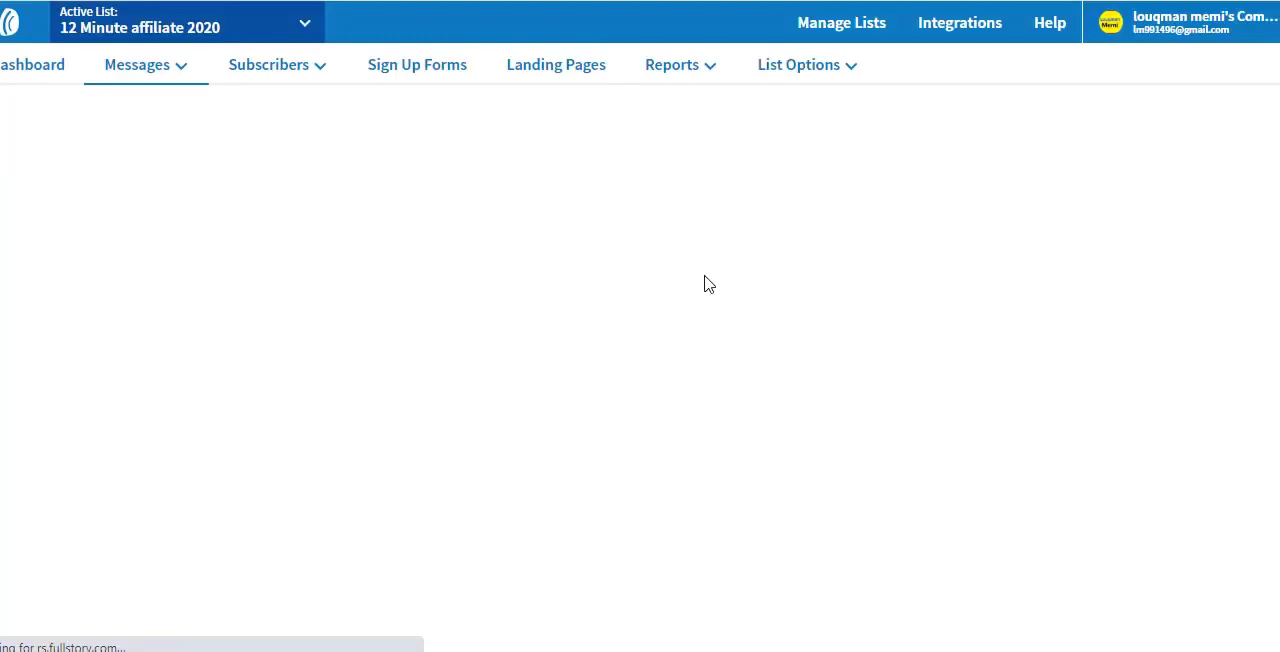 Active List:
12 Minute affiliate 2020
Manage Lists
Integrations
Help
louqman memi's Com...
lm991496@gmail.com
ashboard
Messages
Subscribers
Sign Up Forms
Landing Pages
Reports
List Options
ing for rs.fullstory.com...